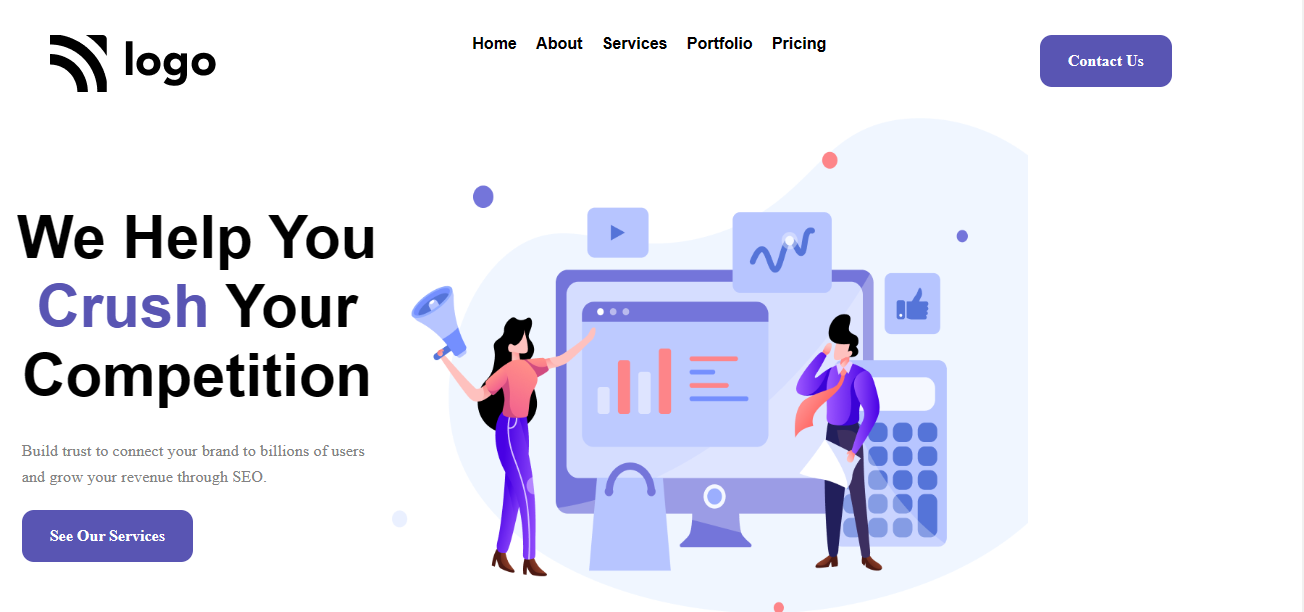 logo
Home About Services Portfolio Pricing
Contact Us
We Help You
Crush Your
Competition
Build trust to connect your brand to billions of users
and grow your revenue through SEO.
See Our Services